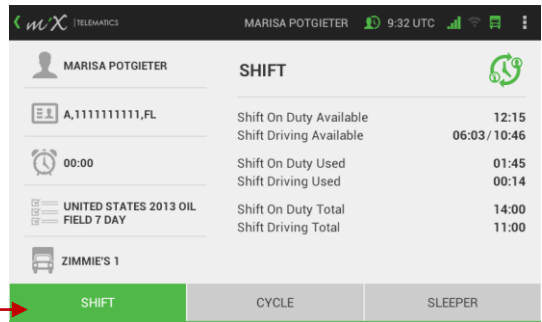 miX | TELEMATICS MARISA POTGIETER 9:32 UTC
MARISA POTGIETER
A,1111111111,FL
00:00
UNITED STATES 2013 OIL
FIELD 7 DAY
ZIMMIE'S 1
SHIFT
Shift On Duty Available 12:15
Shift Driving Available 06:03/10:46
Shift On Duty Used 01:45
Shift Driving Used 00:14
Shift On Duty Total 14:00
Shift Driving Total 11:00
SHIFT CYCLE SLEEPER